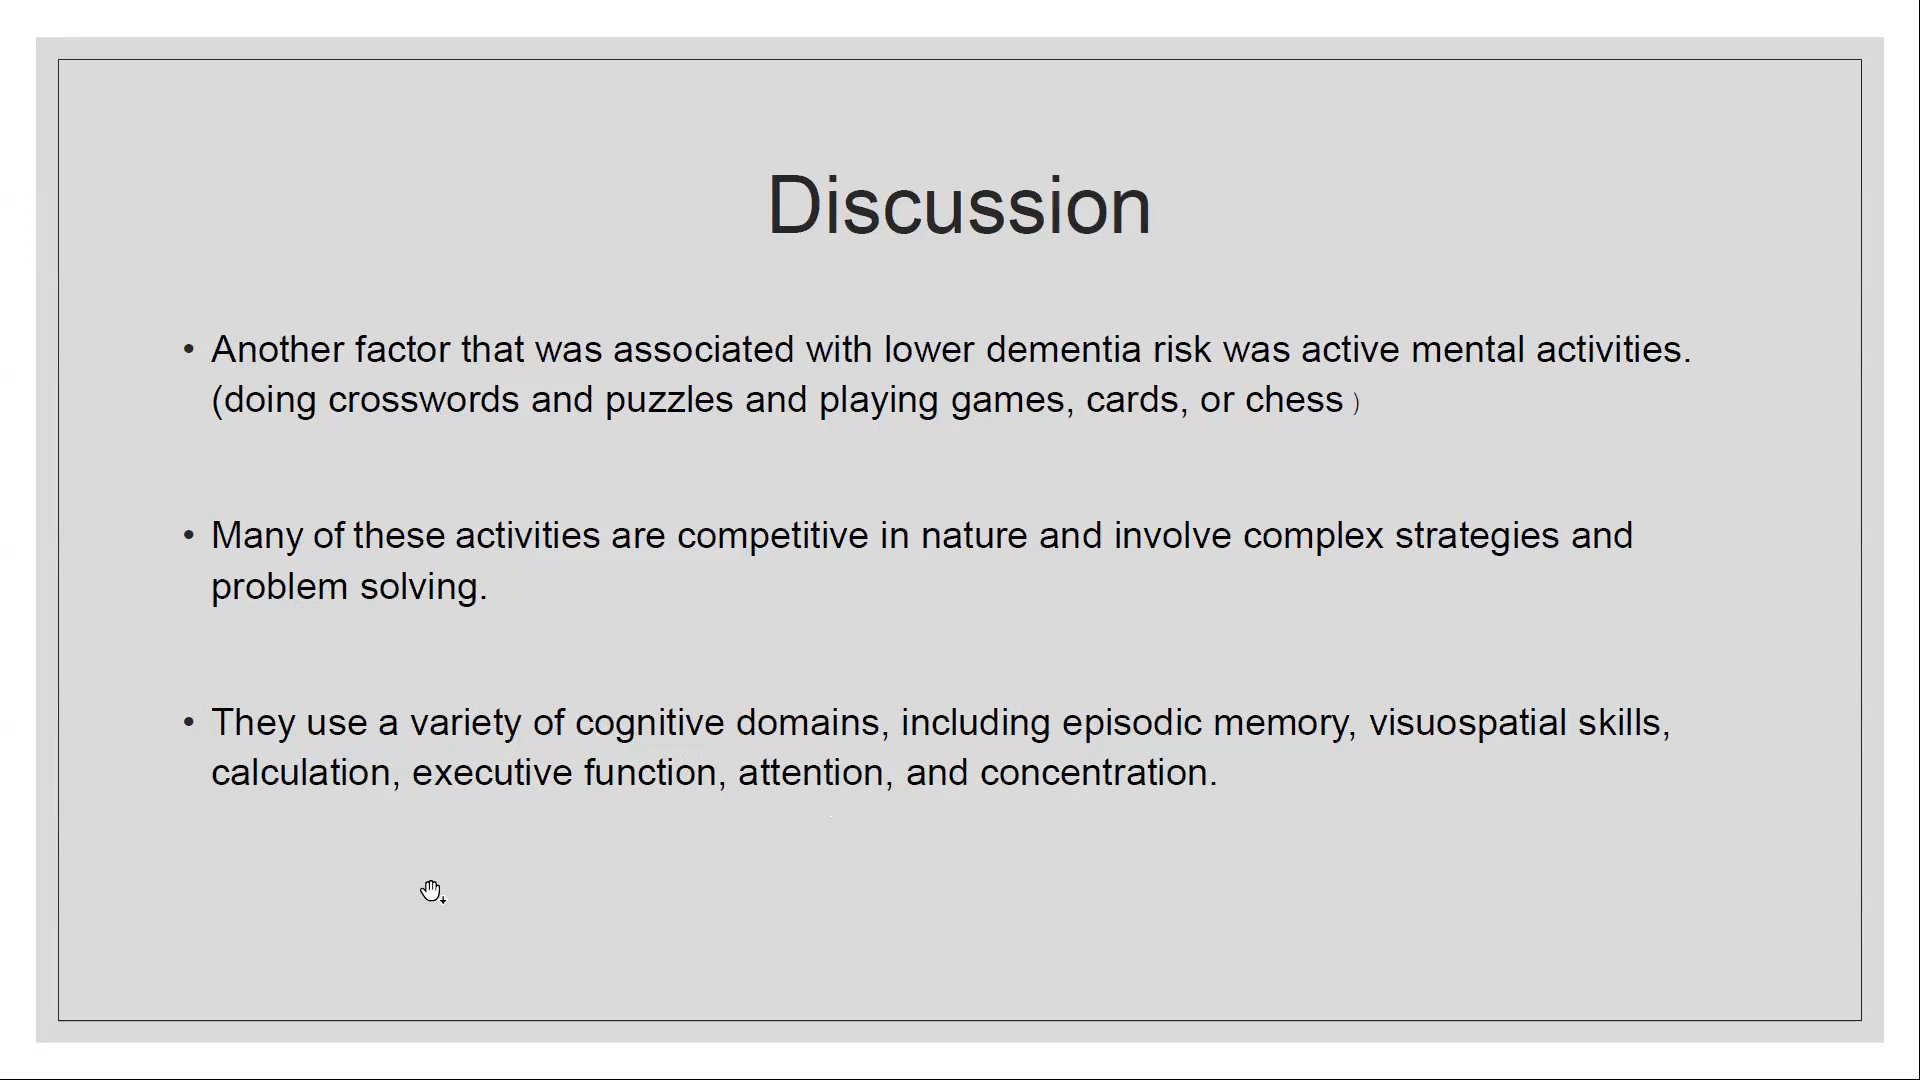 Discussion
• Another factor that was associated with lower dementia risk was active mental activities.
(doing crosswords and puzzles and playing games, cards, or chess )
• Many of these activities are competitive in nature and involve complex strategies and
problem solving.
• They use a variety of cognitive domains, including episodic memory, visuospatial skills,
calculation, executive function, attention, and concentration.